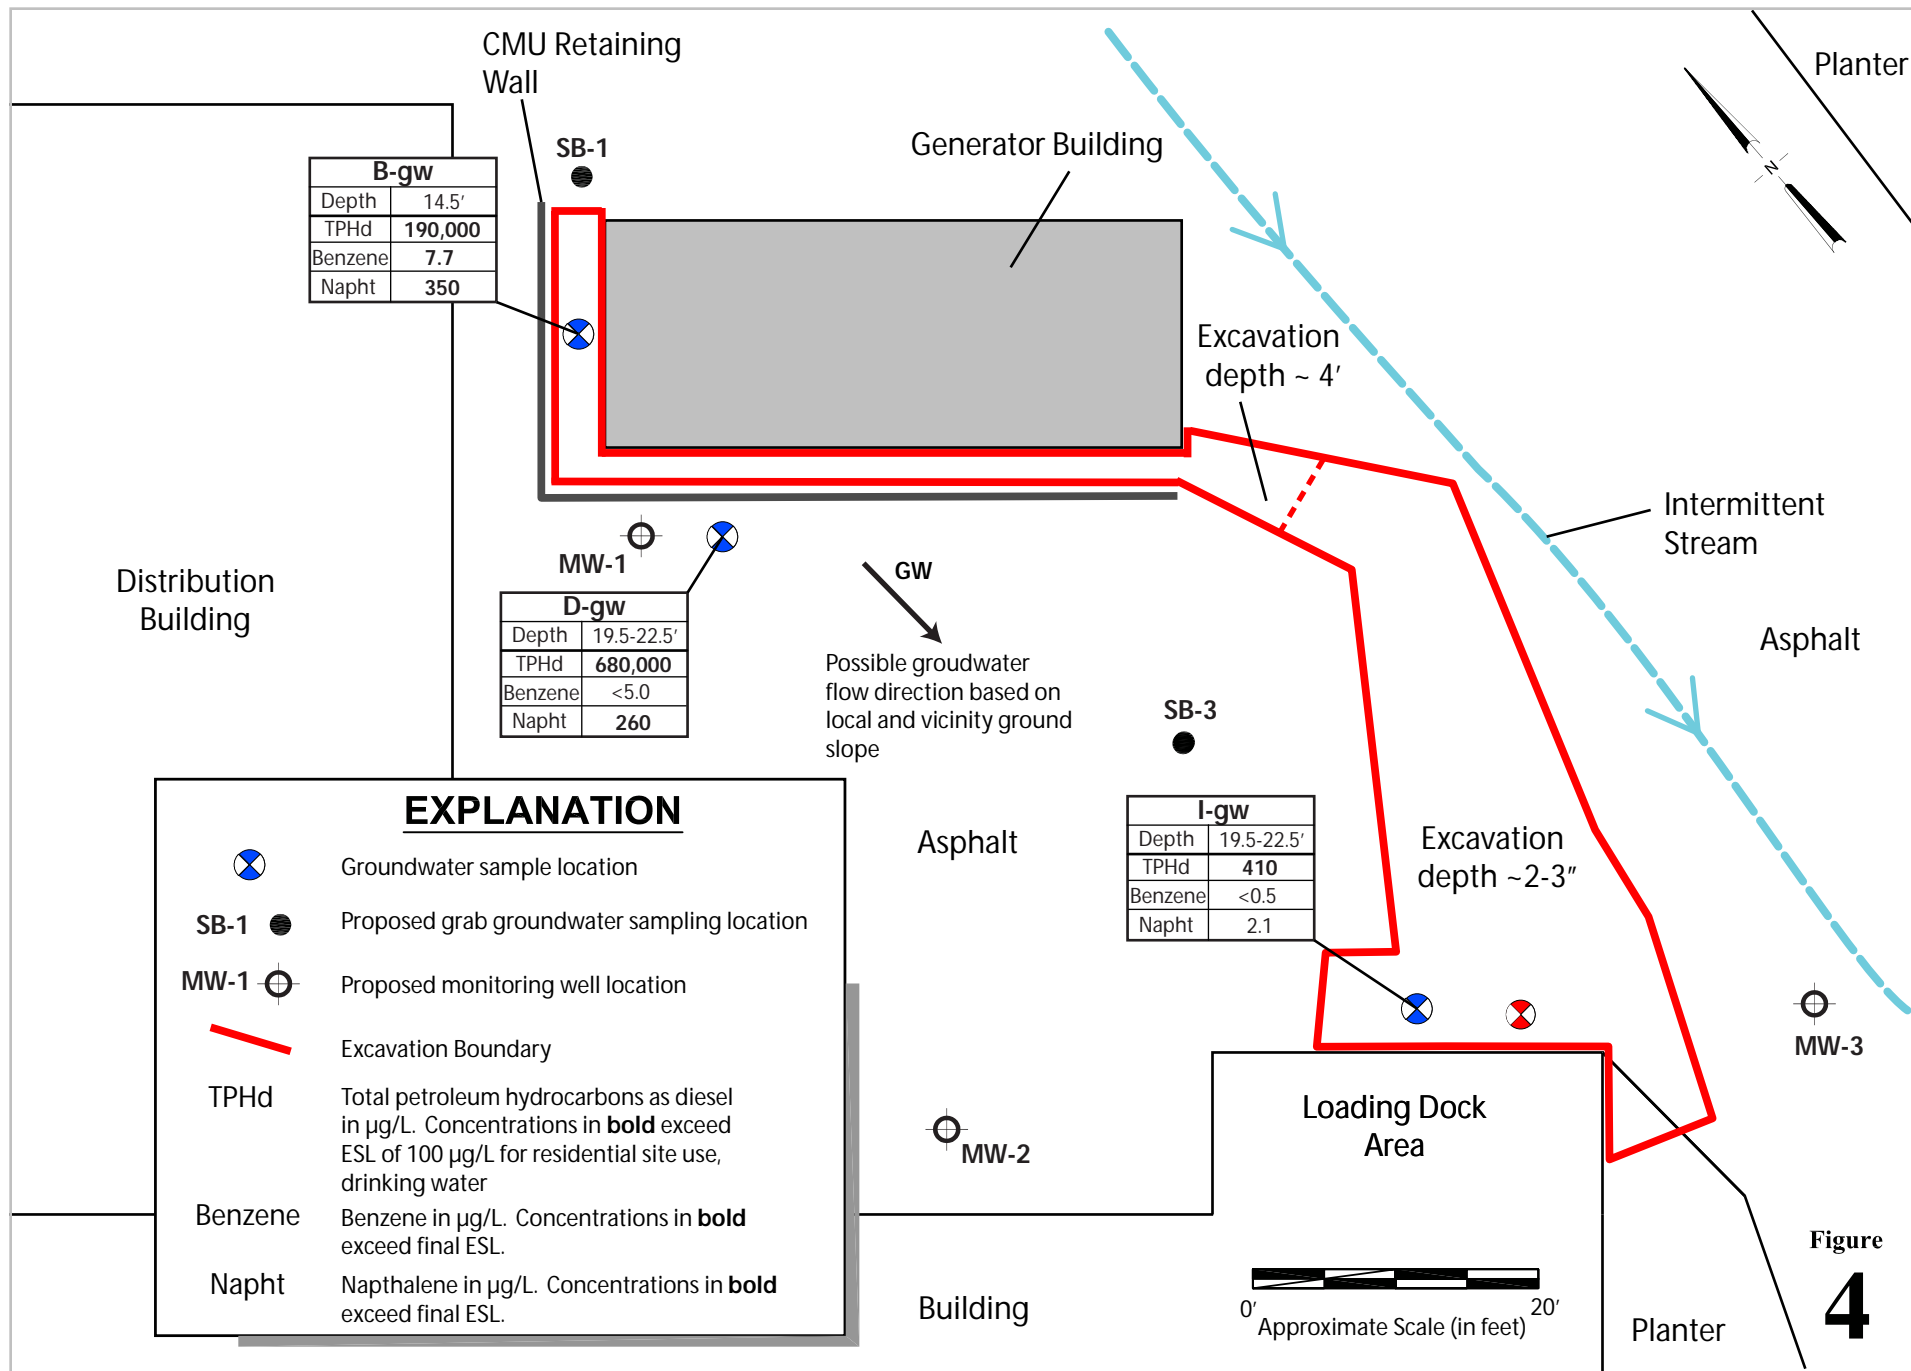 CMU Retaining
Wall
Planter
SB-1
Generator Building
N
B-gw
Depth 14.5'
TPHd 190,000
Benzene 7.7
Napht 350
Excavation
depth ~ 4'
Intermittent
Stream
MW-1
GW
Distribution
Building
D-gw
Depth 19.5-22.5'
TPHd 680,000
Benzene <5.0
Napht 260
Possible groudwater
flow direction based on
local and vicinity ground
slope
Asphalt
SB-3
I-gw
Depth 19.5-22.5'
TPHd 410
Benzene <0.5
Napht 2.1
Asphalt
Excavation
depth ~2-3"
MW-3
MW-2
Loading Dock
Area
EXPLANATION
Groundwater sample location
SB-1 Proposed grab groundwater sampling location
MW-1 Proposed monitoring well location
Excavation Boundary
TPHd Total petroleum hydrocarbons as diesel
in µg/L. Concentrations in bold exceed
ESL of 100 µg/L for residential site use,
drinking water
Benzene Benzene in µg/L. Concentrations in bold
exceed final ESL.
Napht Napthalene in µg/L. Concentrations in bold
exceed final ESL.
Building
0' 20'
Approximate Scale (in feet)
Planter
Figure
4